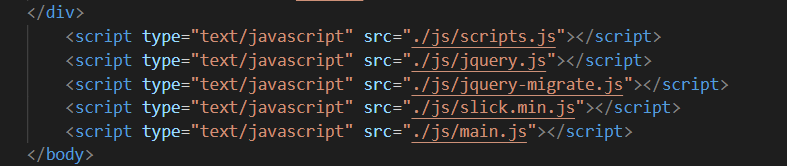 </div>
<script type="text/javascript" src="./js/scripts.js"></script>
<script type="text/javascript" src="./js/jquery.js"></script>
<script type="text/javascript" src="./js/jquery-migrate.js"></script>
<script type="text/javascript" src="./js/slick.min.js"></script>
<script type="text/javascript" src="./js/main.js"></script>
</body>